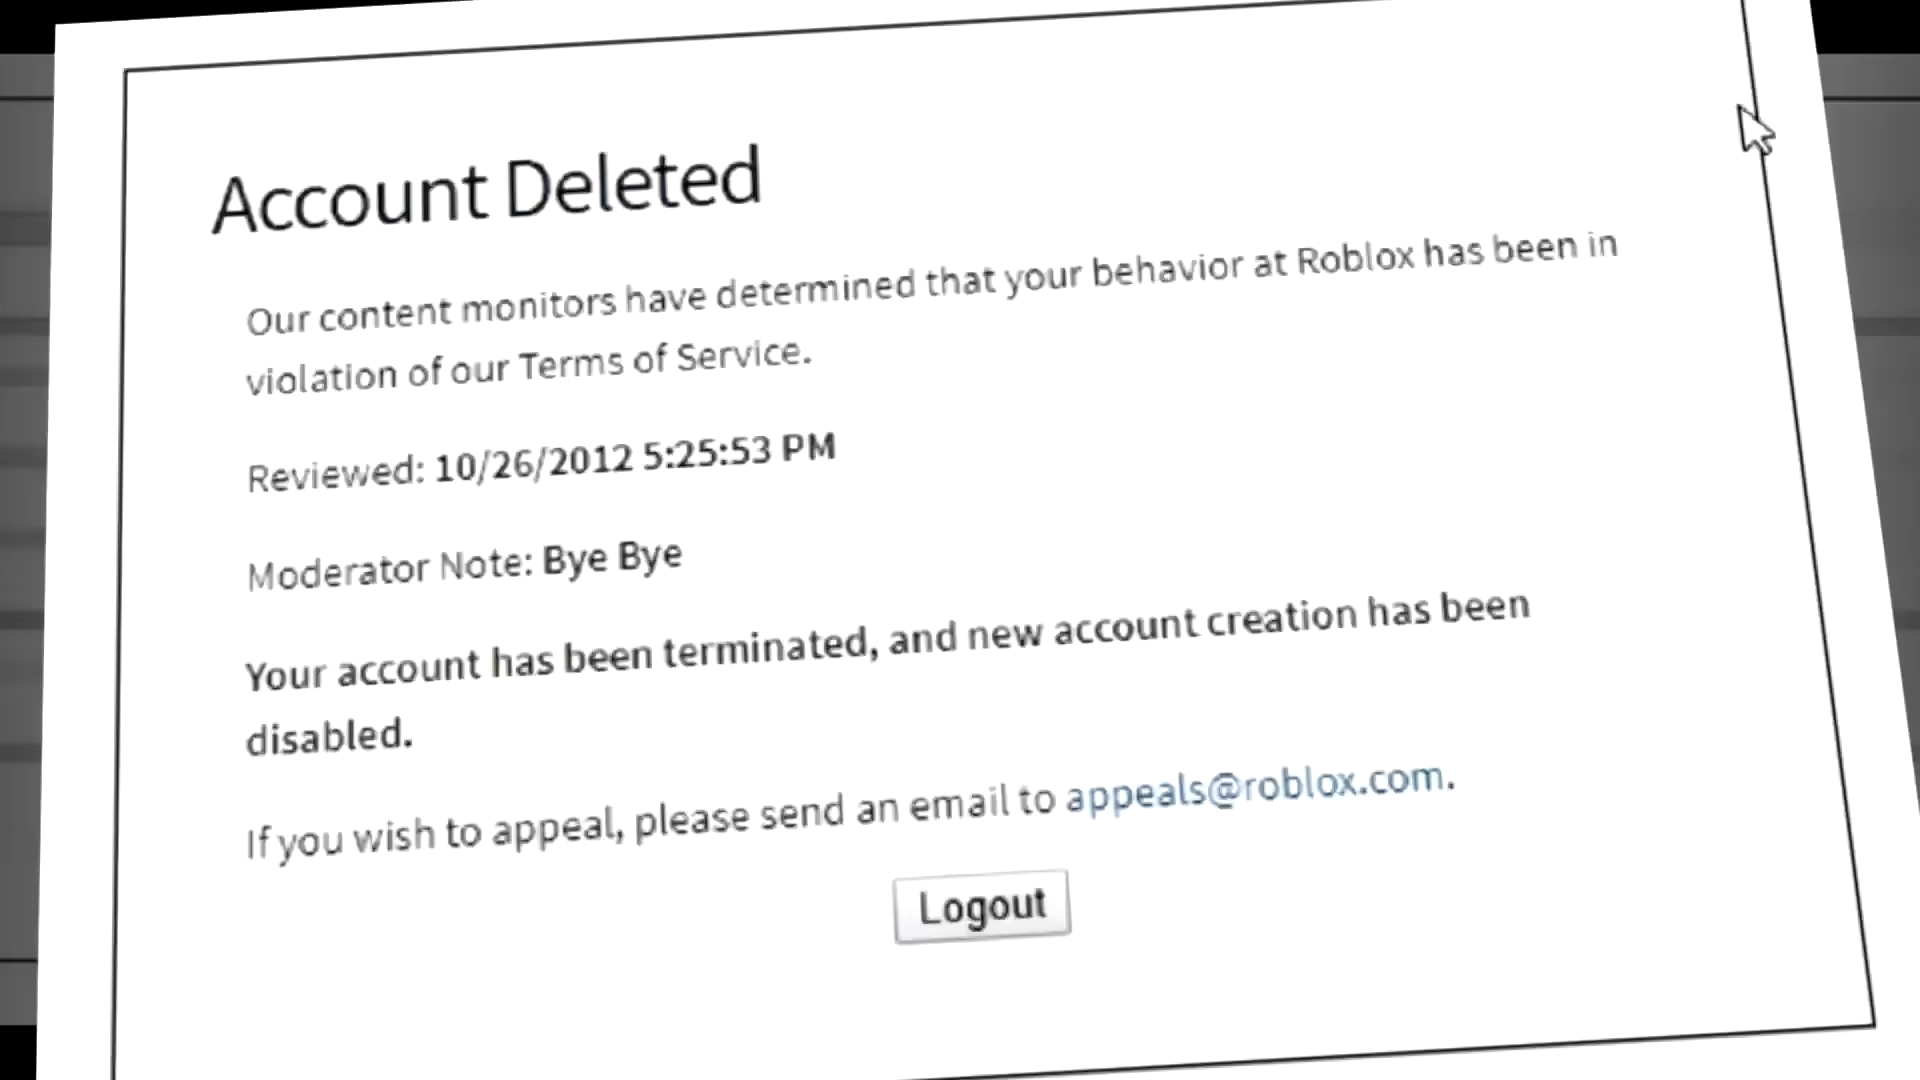 Account Deleted
Our content monitors have determined that your behavior at Roblox has been in
violation of our Terms of Service.
Reviewed: 10/26/2012 5:25:53 PM
Moderator Note: Bye Bye
Your account has been terminated, and new account creation has been
disabled.
If you wish to appeal, please send an email to appeals@roblox.com.
Logout